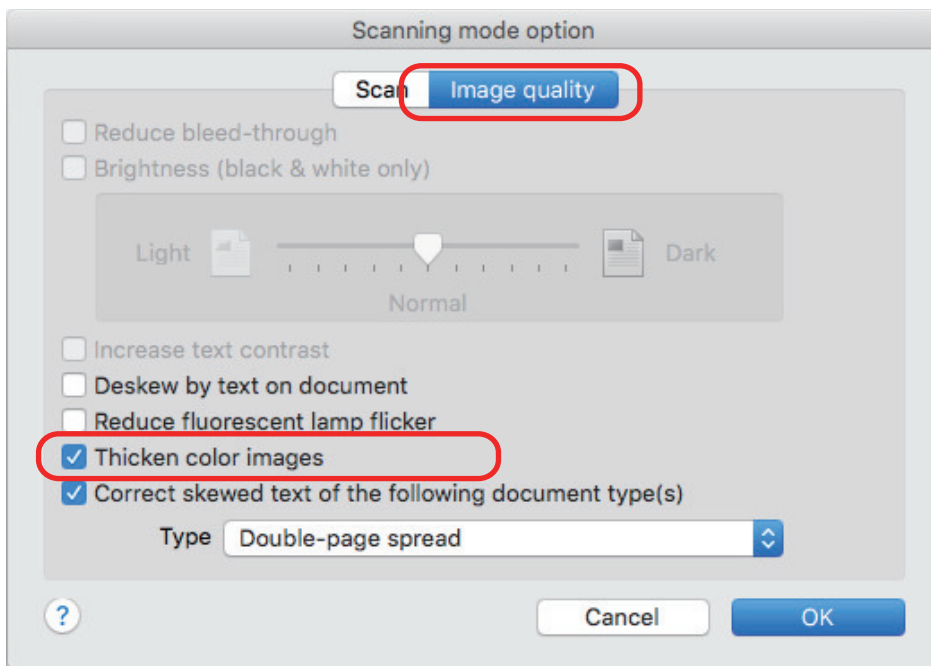 Scanning mode option
Scan Image quality
Reduce bleed-through
Brightness (black & white only)
Light Dark
Normal
Increase text contrast
Deskew by text on document
Reduce fluorescent lamp flicker
Thicken color images
Correct skewed text of the following document type(s)
Type Double-page spread
? Cancel OK